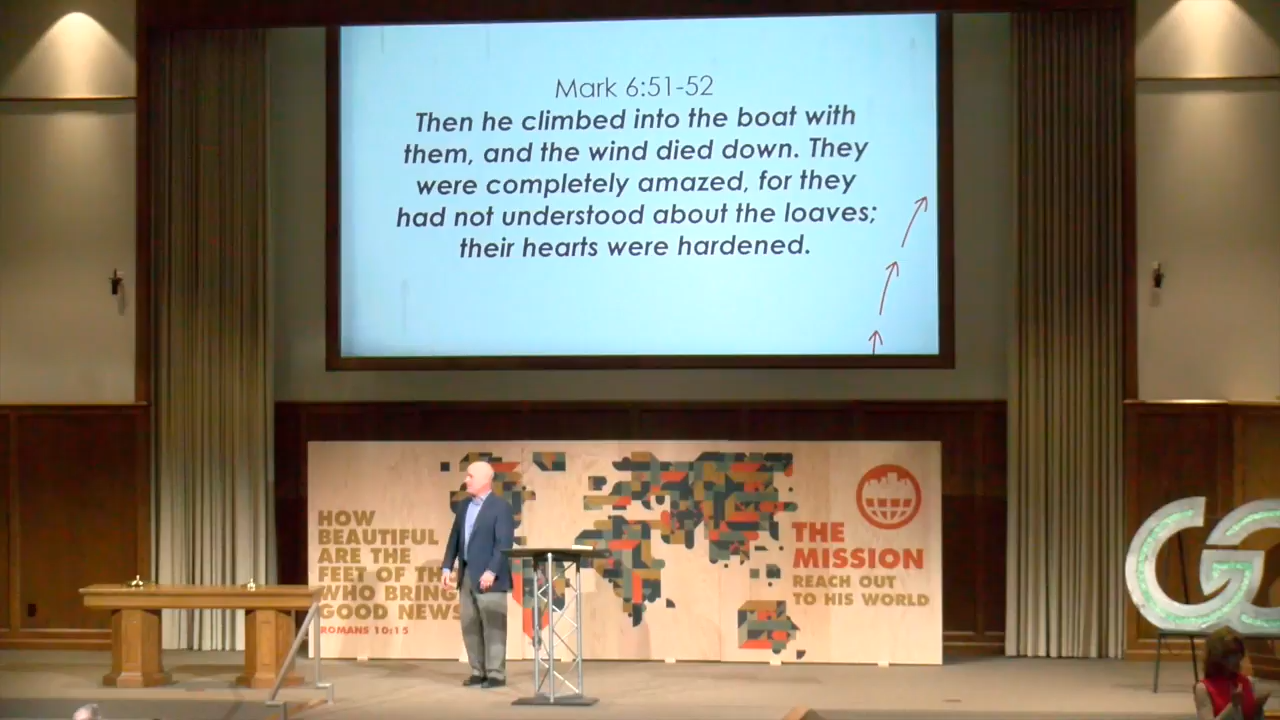 Mark 6:51-52
Then he climbed into the boat with
them, and the wind died down. They
were completely amazed, for they
had not understood about the loaves;
their hearts were hardened.
HOW
BEAUTIFUL
ARE THE
FEET OF
WHO BRING
GOOD NEWS
ROMANS 10:15
THE
MISSION
REACH OUT
TO HIS WORLD
GO